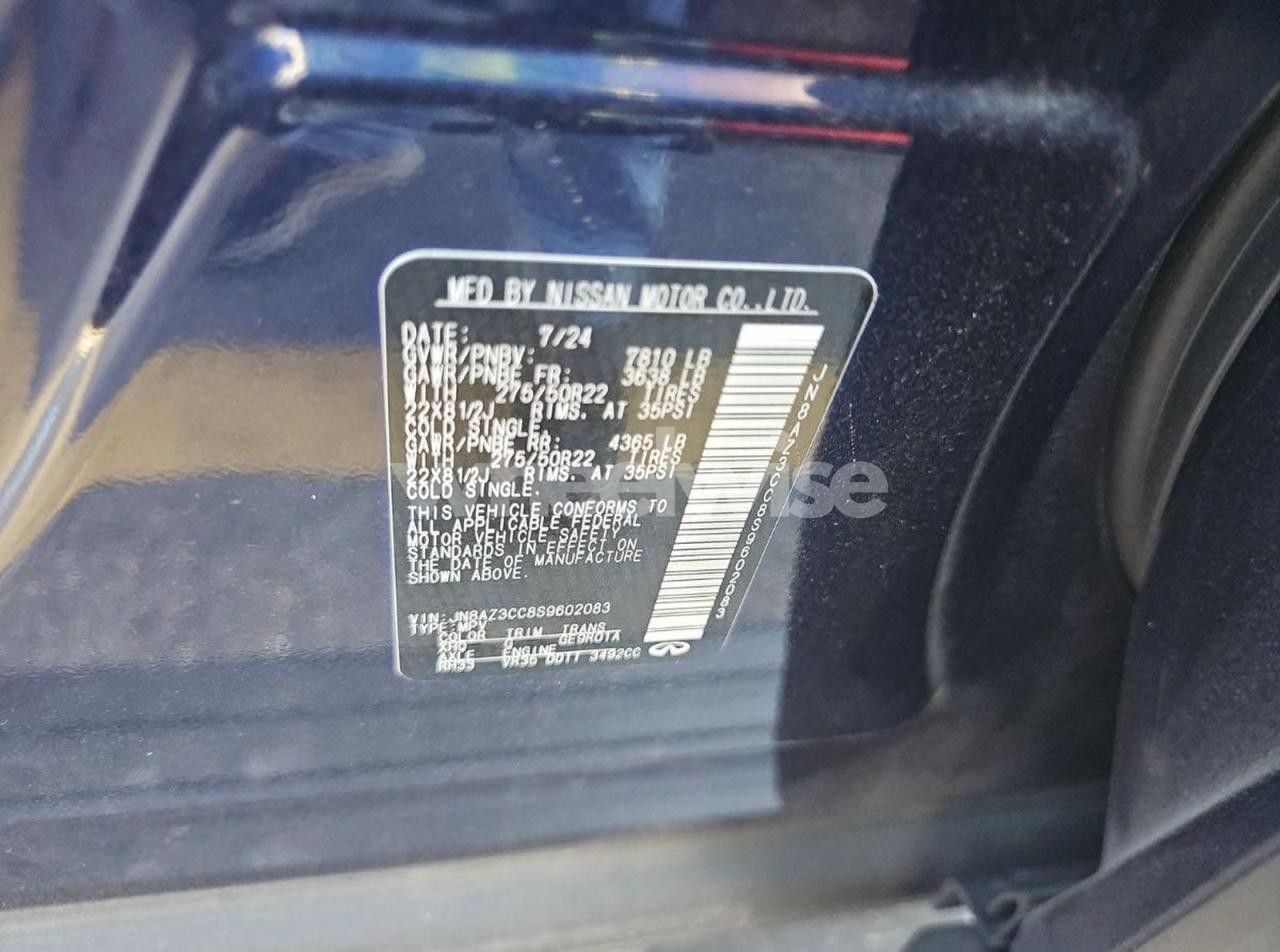 MFD BY NISSAN MOTOR CO.,LTD.
DATE: 7/24
GVWR/PNBV: 7810 LB
GAWR/PNBE FR: 3638 LB
WITH 275/50R22 TIRES
22X81/2J RIMS. AT 35PSI
COLD SINGLE.
GAWR/PNBE RR: 4365 LB
WITH 275/50R22 TIRES
22X81/2J RIMS. AT 35PSI
COLD SINGLE.
THIS VEHICLE CONFORMS TO
ALL APPLICABLE FEDERAL
MOTOR VEHICLE SAFETY
STANDARDS IN EFFECT ON
THE DATE OF MANUFACTURE
SHOWN ABOVE.
VIN: JN8AZ3CC8S9602083
TYPE:MPV
COLOR TRIM TRANS
G GE9R01A
AXLE ENGINE
VR35 DDTT 3492CC
JN8AZ3CC8S9602083
wheelwise